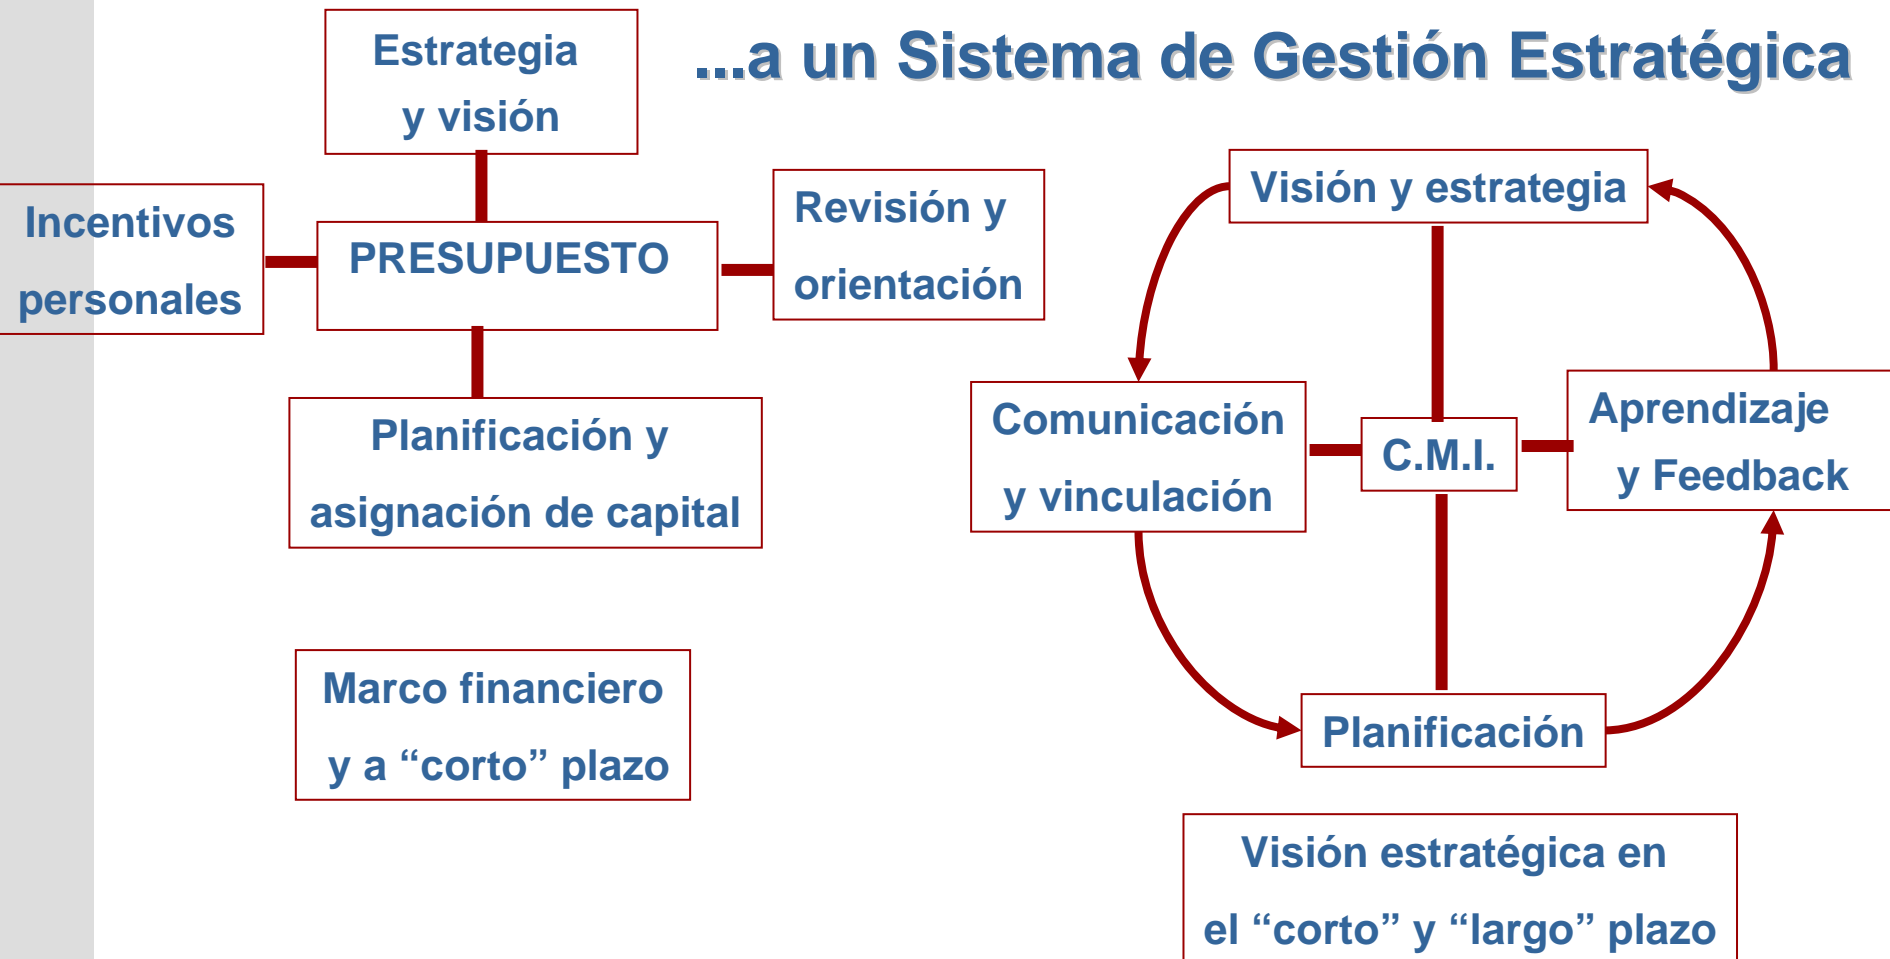 ...a un Sistema de Gestión Estratégica
Estrategia
y visión
Incentivos
personales
PRESUPUESTO
Revisión y
orientación
Planificación y
asignación de capital
Marco financiero
y a “corto” plazo
Visión y estrategia
Comunicación
y vinculación
C.M.I.
Aprendizaje
y Feedback
Planificación
Visión estratégica en
el “corto” y “largo” plazo